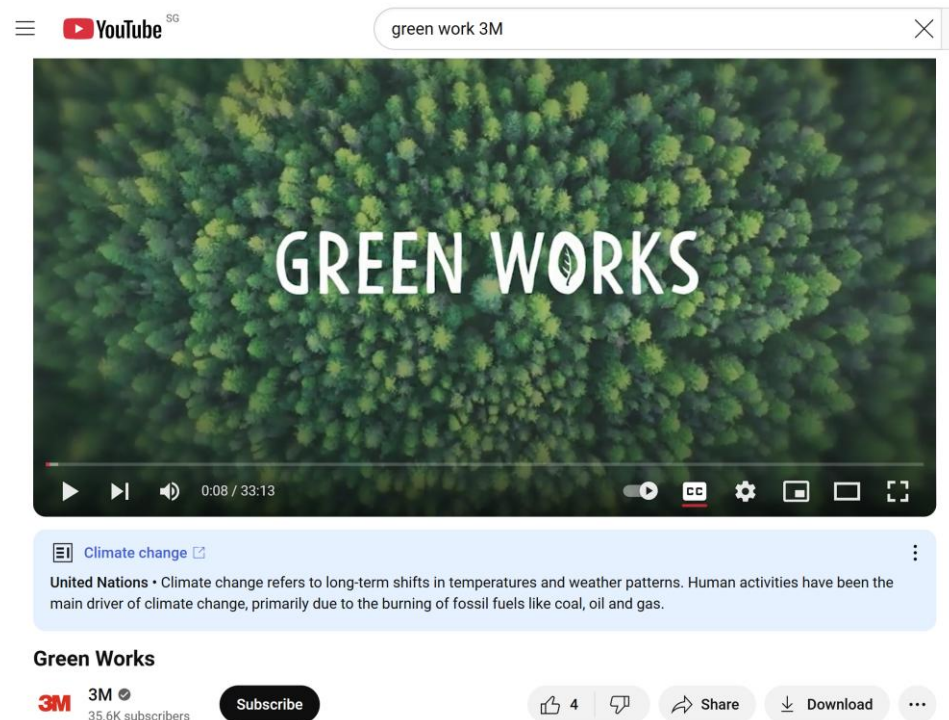 YouTube SG
green work 3M
GREEN WORKS
0:08 / 33:13
CC
Climate change
United Nations • Climate change refers to long-term shifts in temperatures and weather patterns. Human activities have been the
main driver of climate change, primarily due to the burning of fossil fuels like coal, oil and gas.
Green Works
3M
3M
35.6K subscribers
Subscribe
4
Share
Download